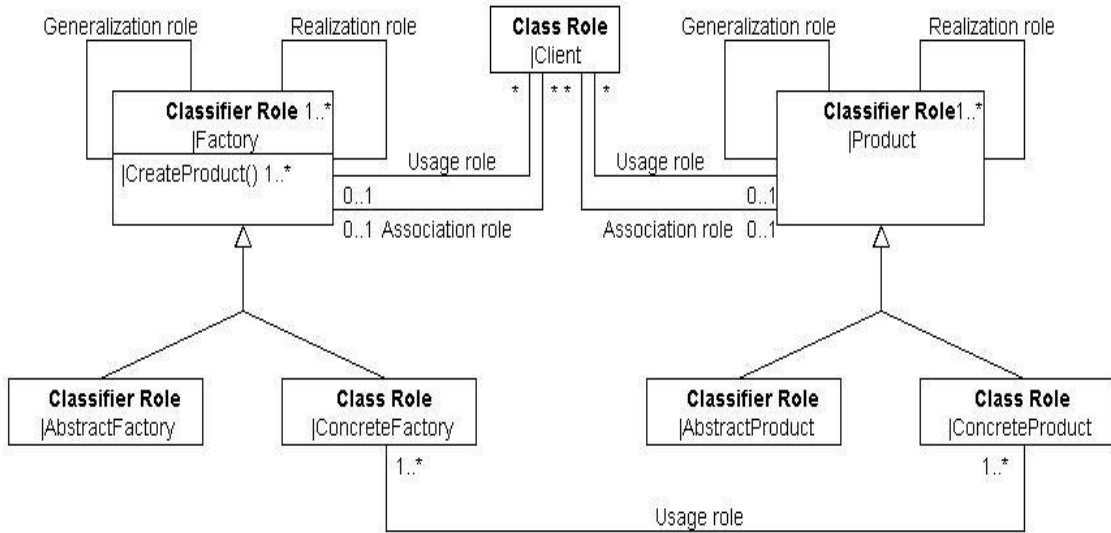 Generalization role
Realization role
Class Role
|Client
Generalization role
Realization role
* * * *
Classifier Role 1..*
|Factory
|CreateProduct() 1..*
Classifier Role 1..*
|Product
Usage role
0..1
0..1 Association role
Usage role
0..1
Association role 0..1
Classifier Role
|AbstractFactory
Class Role
|ConcreteFactory
Classifier Role
|AbstractProduct
Class Role
|ConcreteProduct
1..*
1..*
Usage role